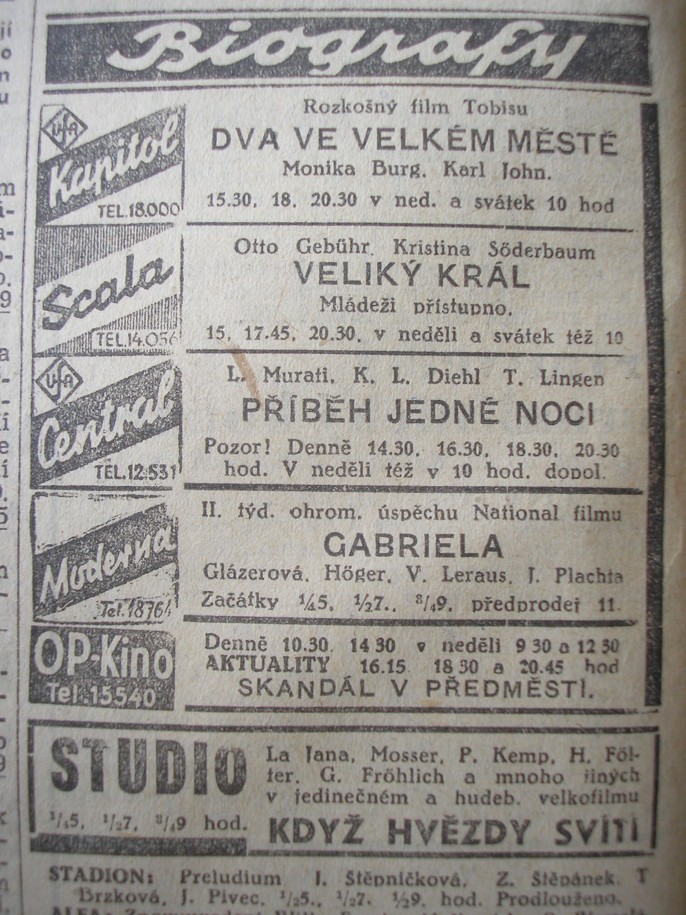 Biografy
UFA
Kapitol
TEL.18.000
Rozkošný film Tobisu
DVA VE VELKÉM MĚSTĚ
Monika Burg, Karl John.
15.30, 18, 20.30 v ned. a svátek 10 hod
Scala
TEL.14.056
Otto Gebühr, Kristina Söderbaum
VELIKÝ KRÁL
Mládeži přístupno.
15, 17.45, 20.30, v neděli a svátek též 10
UFA
Central
TEL.12.531
L. Murati, K. L. Diehl T. Lingen
PŘÍBĚH JEDNÉ NOCI
Pozor! Denně 14.30, 16.30, 18.30, 20.30
hod. V neděli též v 10 hod. dopol.
Moderna
Tel.18764
II. týd. ohrom. úspěchu National filmu
GABRIELA
Glázerová, Höger, V. Leraus, J. Plachta
Začátky ¼5, ½7, ¾9, předprodej 11.
OP-Kino
Tel.15540
Denně 10.30, 14 30 v neděli 9 30 a 12 30
AKTUALITY 16.15 18 30 a 20.45 hod
SKANDÁL V PŘEDMĚSTÍ.
STUDIO
¼5, ½7, ¾9 hod.
La Jana, Mosser, P. Kemp, H. Föl-
fer, G. Fröhlich a mnoho jiných
v jedinečném a hudeb. velkofilmu
KDYŽ HVĚZDY SVÍTÍ
STADION: Preludium J. Štěpničková, Z. Štěpánek, T
Brzková, J. Pivec, ½7, ½9. hod. Prodlouženo.